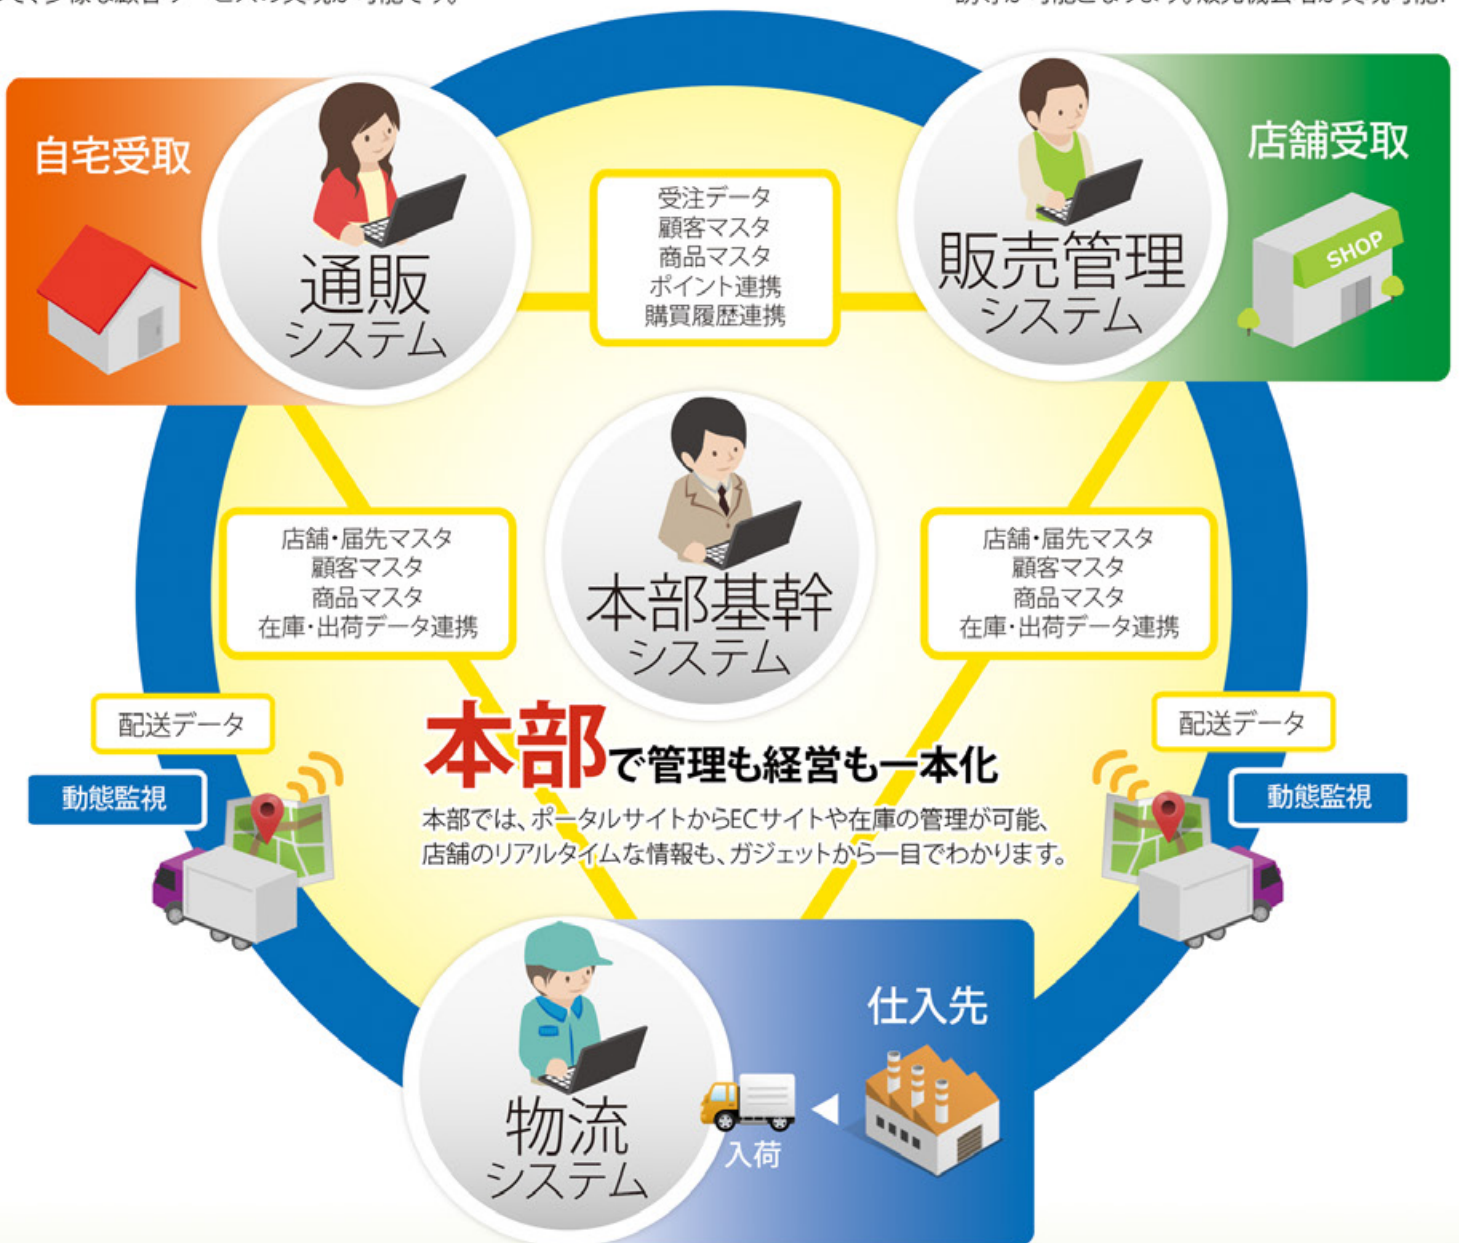 自宅受取
通販
システム
受注データ
顧客マスタ
商品マスタ
ポイント連携
購買履歴連携
販売管理
システム
店舗受取
SHOP
本部基幹
システム
店舗・届先マスタ
顧客マスタ
商品マスタ
在庫・出荷データ連携
店舗・届先マスタ
顧客マスタ
商品マスタ
在庫・出荷データ連携
配送データ
動態監視
配送データ
動態監視
本部で管理も経営も一本化
本部では、ポータルサイトからECサイトや在庫の管理が可能、
店舗のリアルタイムな情報も、ガジェットから一目でわかります。
物流
システム
入荷
仕入先